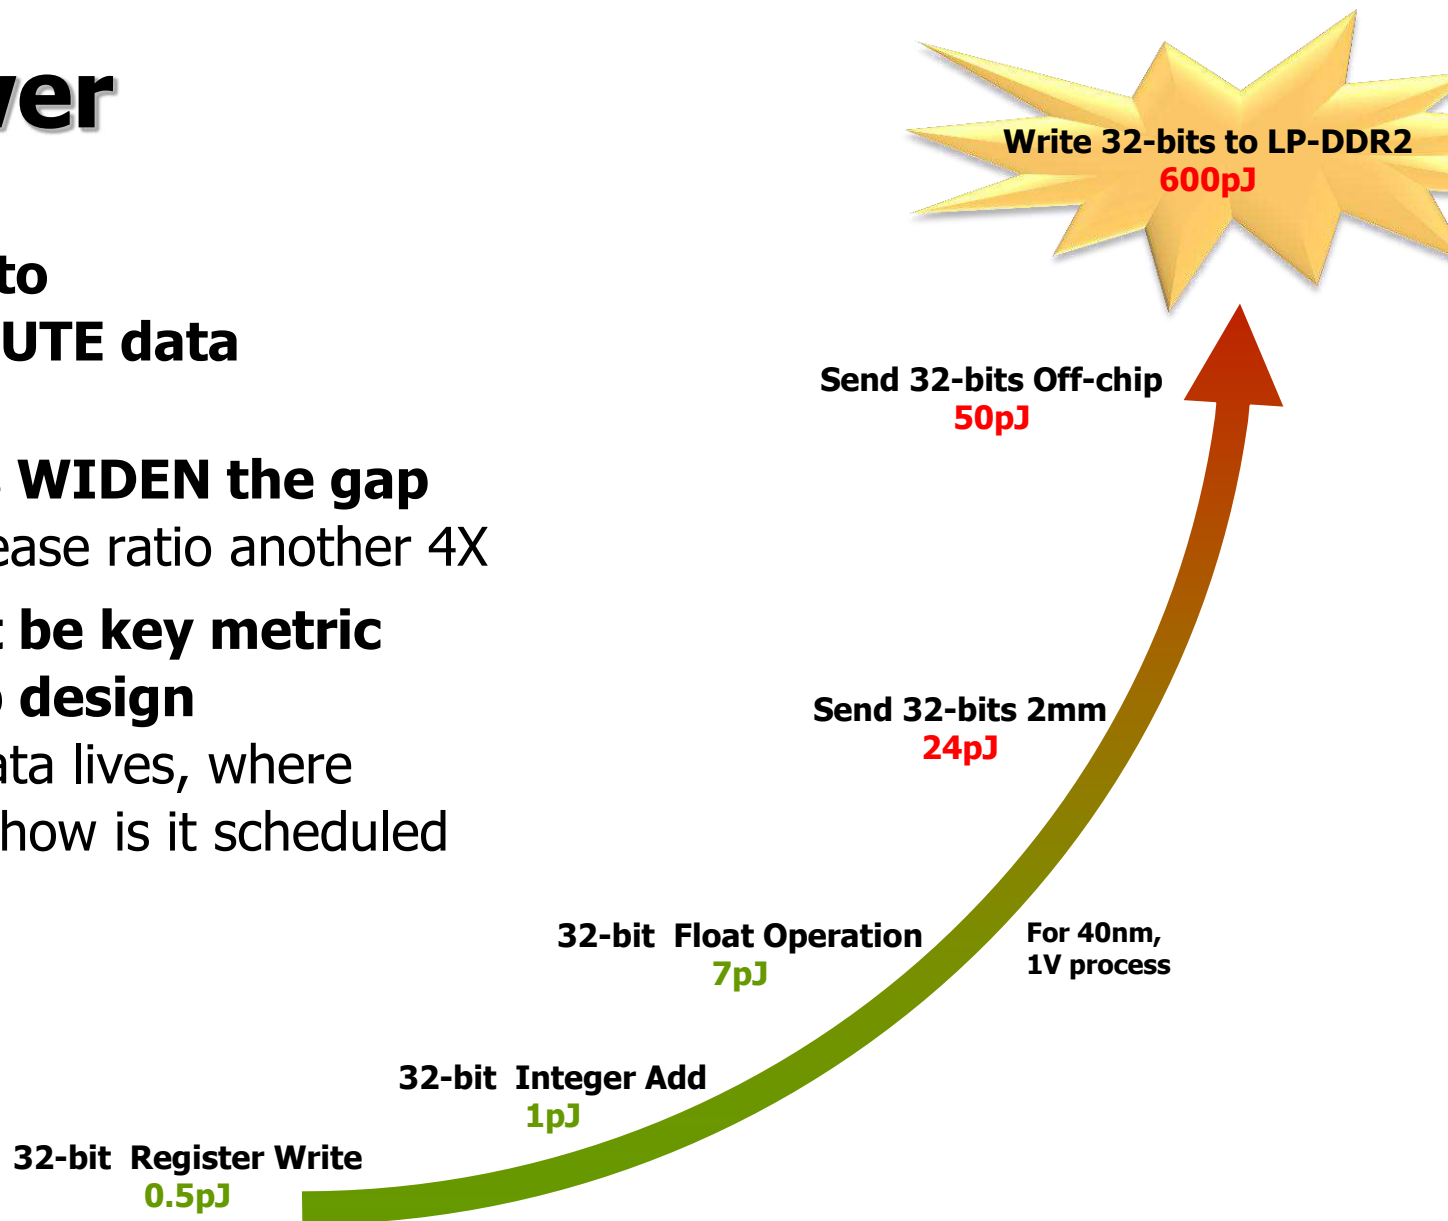 wer
to
UTE data
WIDEN the gap
ease ratio another 4X
be key metric
design
ata lives, where
how is it scheduled
Write 32-bits to LP-DDR2
600pJ
Send 32-bits Off-chip
50pJ
Send 32-bits 2mm
24pJ
32-bit Float Operation
7pJ
For 40nm,
1V process
32-bit Integer Add
1pJ
32-bit Register Write
0.5pJ